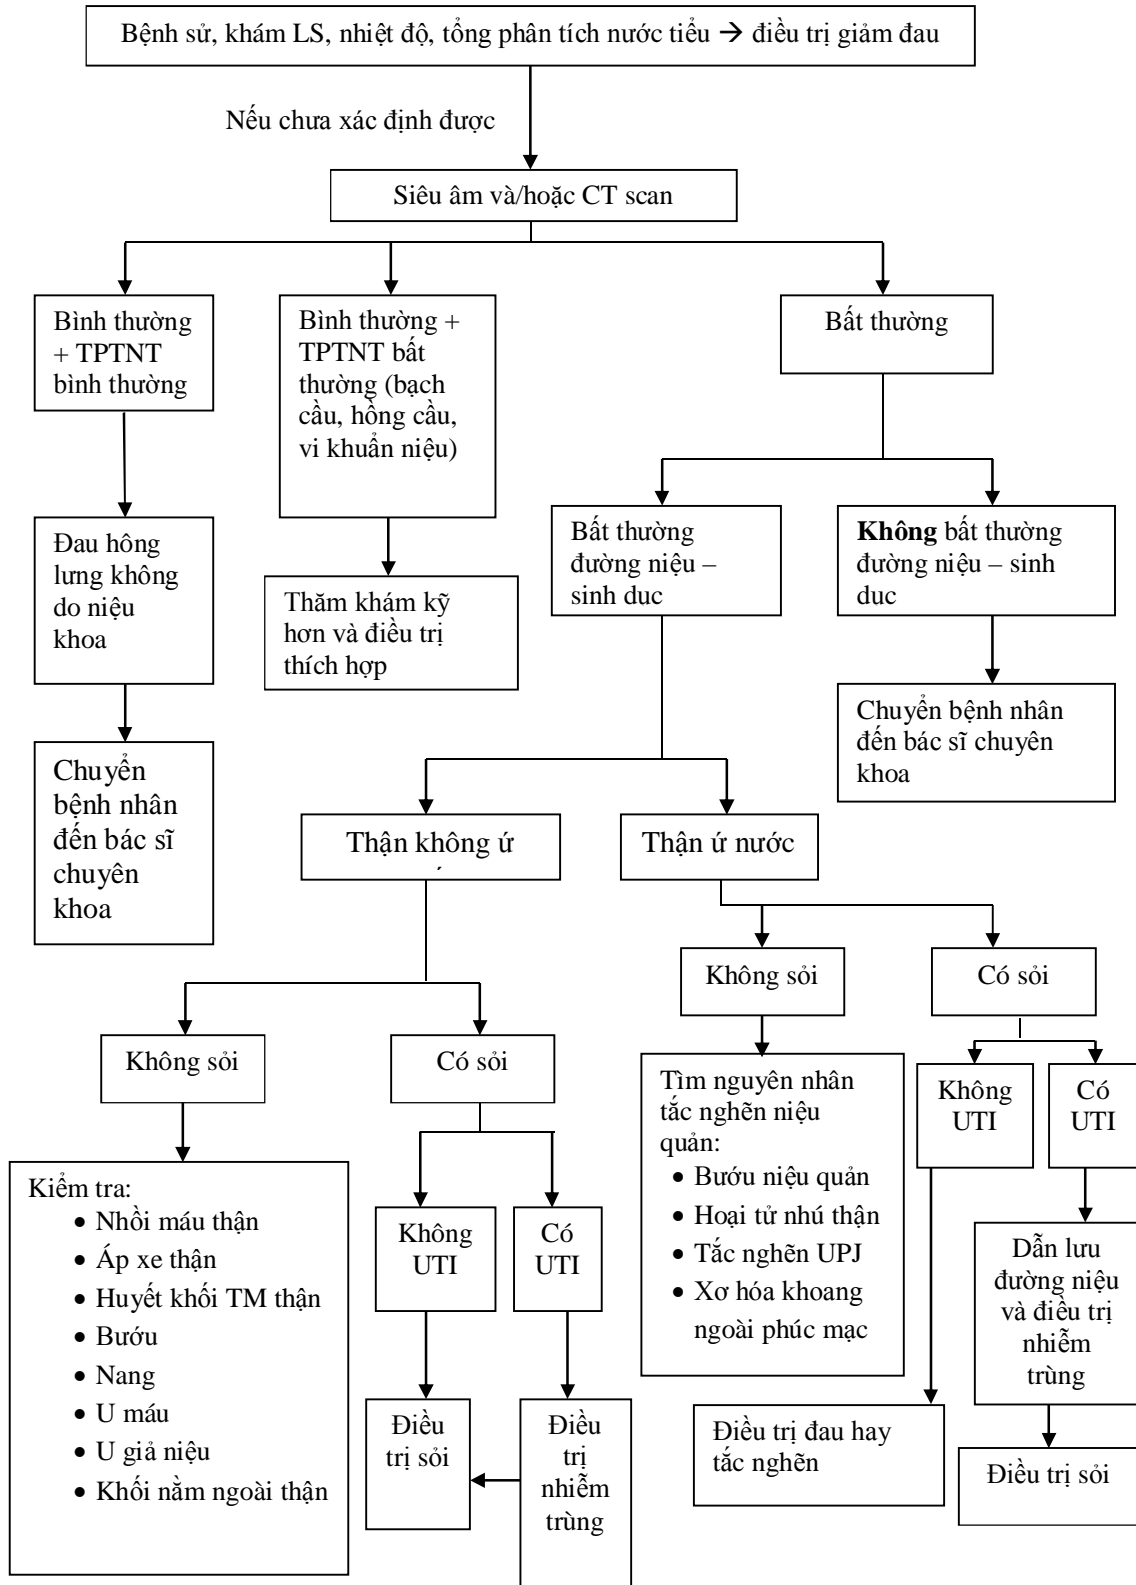 Bệnh sử, khám LS, nhiệt độ, tổng phân tích nước tiểu → điều trị giảm đau
Nếu chưa xác định được
Siêu âm và/hoặc CT scan
Bình thường
+ TPTNT
bình thường
Bình thường +
TPTNT bất
thường (bạch
cầu, hồng cầu,
vi khuẩn niệu)
Bất thường
Đau hông
lưng không
do niệu
khoa
Thăm khám kỹ
hơn và điều trị
thích hợp
Bất thường
đường niệu –
sinh duc
Không bất thường
đường niệu – sinh
duc
Chuyển
bệnh nhân
đến bác sĩ
chuyên
khoa
Chuyển bệnh nhân
đến bác sĩ chuyên
khoa
Thận không ứ
Thận ứ nước
Không sỏi
Có sỏi
Không sỏi
Có sỏi
Kiểm tra:
• Nhồi máu thận
• Áp xe thận
• Huyết khối TM thận
• Bướu
• Nang
• U máu
• U giả niệu
• Khối nằm ngoài thận
Không
UTI
Có
UTI
Điều
trị sỏi
Điều
trị
nhiễm
trùng
Tìm nguyên nhân
tắc nghẽn niệu
quản:
• Bướu niệu quản
• Hoại tử nhú thận
• Tắc nghẽn UPJ
• Xơ hóa khoang
ngoài phúc mạc
Không
UTI
Có
UTI
Điều trị đau hay
tắc nghẽn
Dẫn lưu
đường niệu
và điều trị
nhiễm
trùng
Điều trị sỏi